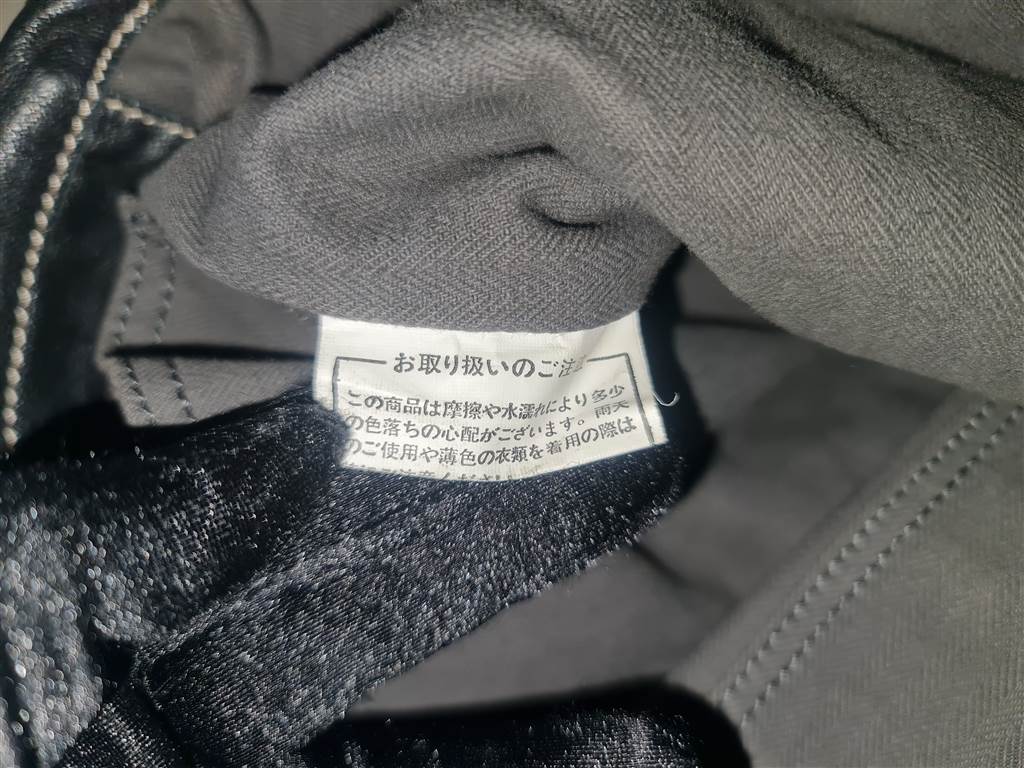 お取り扱いのご注意
この商品は摩擦や水濡れにより多少
の色落ちの心配がございます。雨天
のご使用や薄色の衣類を着用の際は